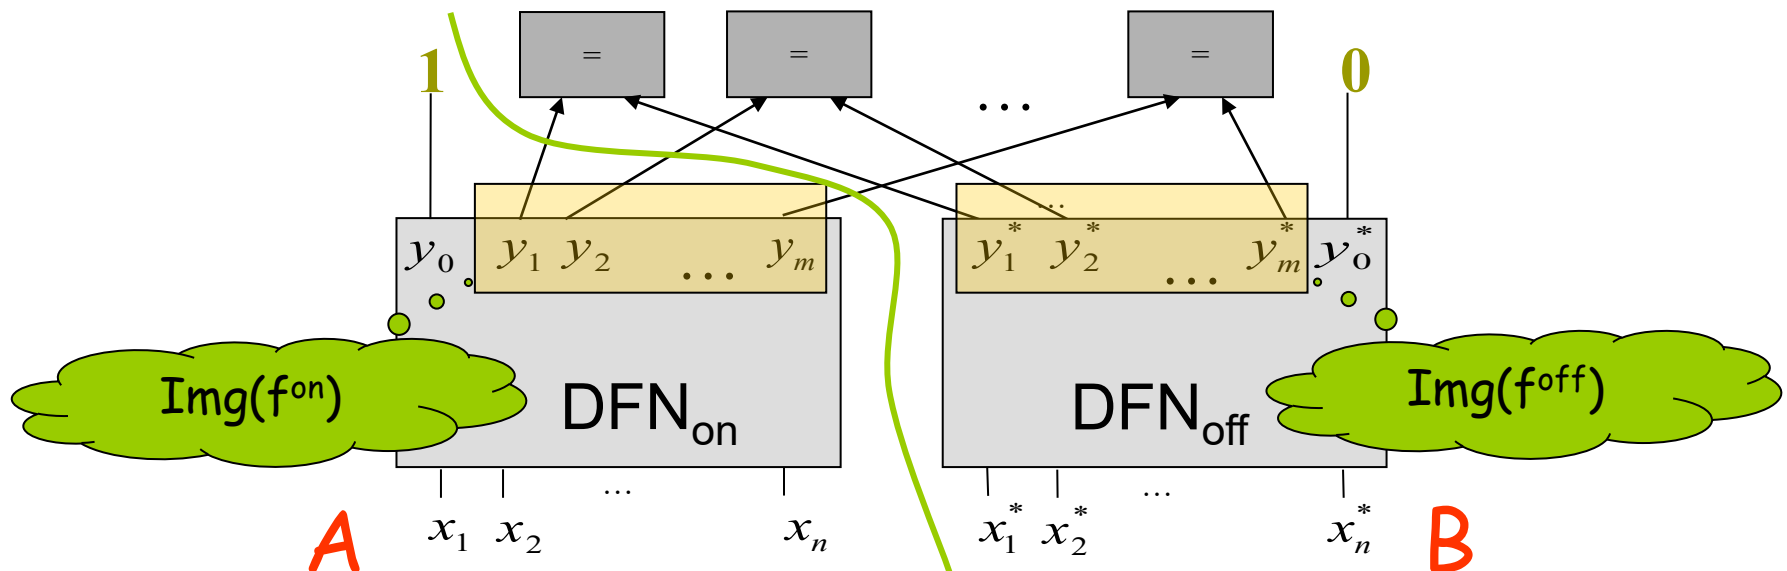 = = =
1 … 0
…
y₀ y₁ y₂ … yₘ y₁* y₂* … yₘ* y₀*
Img(fᵒⁿ) DFNₒₙ DFN_off Img(fᵒᶠᶠ)
… …
A x₁ x₂ xₙ x₁* x₂* xₙ* B